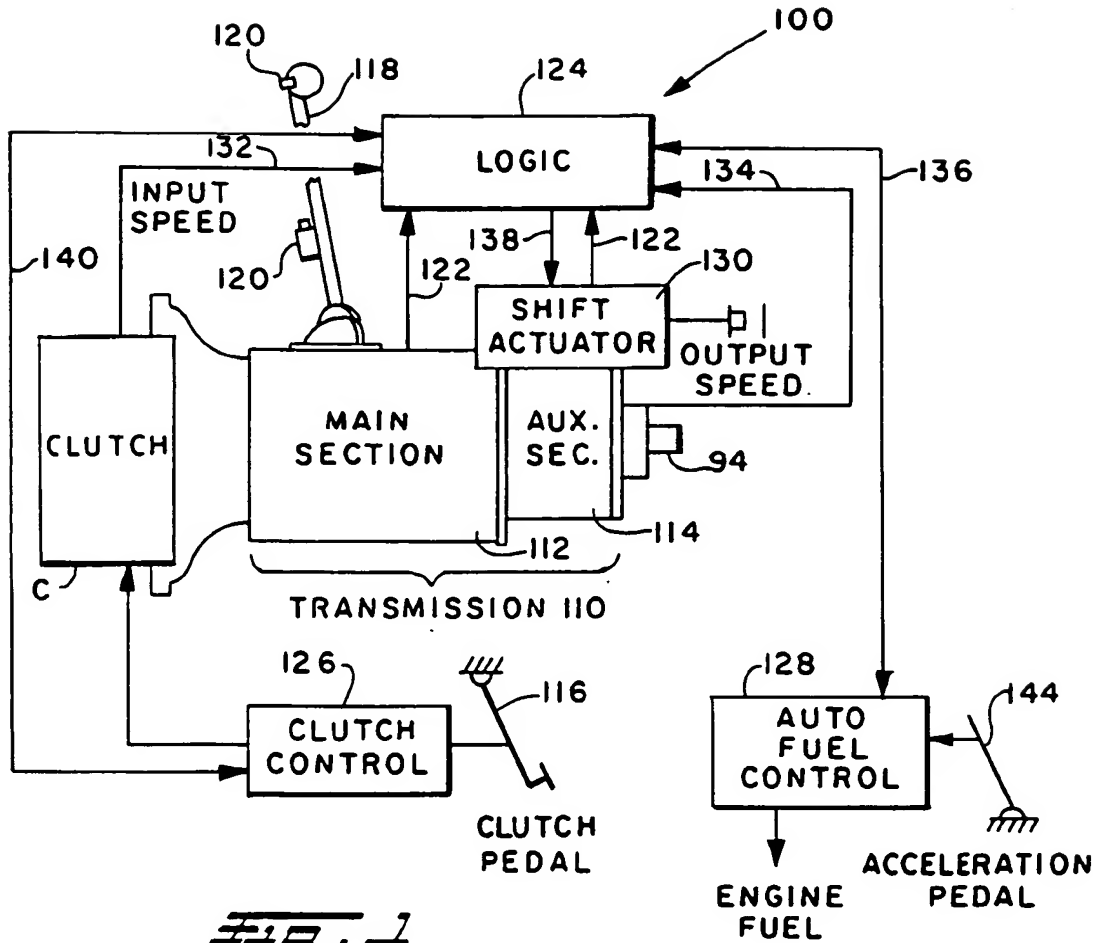 100
120
118
124
LOGIC
132
134
136
INPUT
SPEED
138
122
140
120
122
130
SHIFT
ACTUATOR
OUTPUT
SPEED.
CLUTCH
MAIN
SECTION
AUX.
SEC.
94
112
114
C
TRANSMISSION 110
126
116
128
144
CLUTCH
CONTROL
AUTO
FUEL
CONTROL
CLUTCH
PEDAL
ACCELERATION
PEDAL
ENGINE
FUEL
FIG. 1